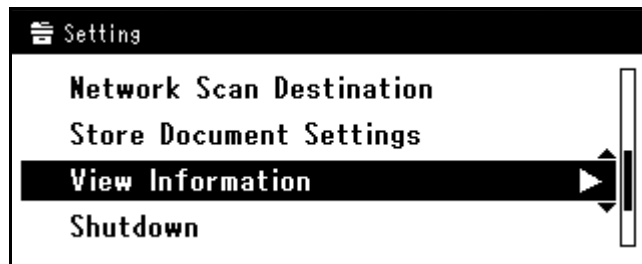 Setting
Network Scan Destination
Store Document Settings
View Information
Shutdown